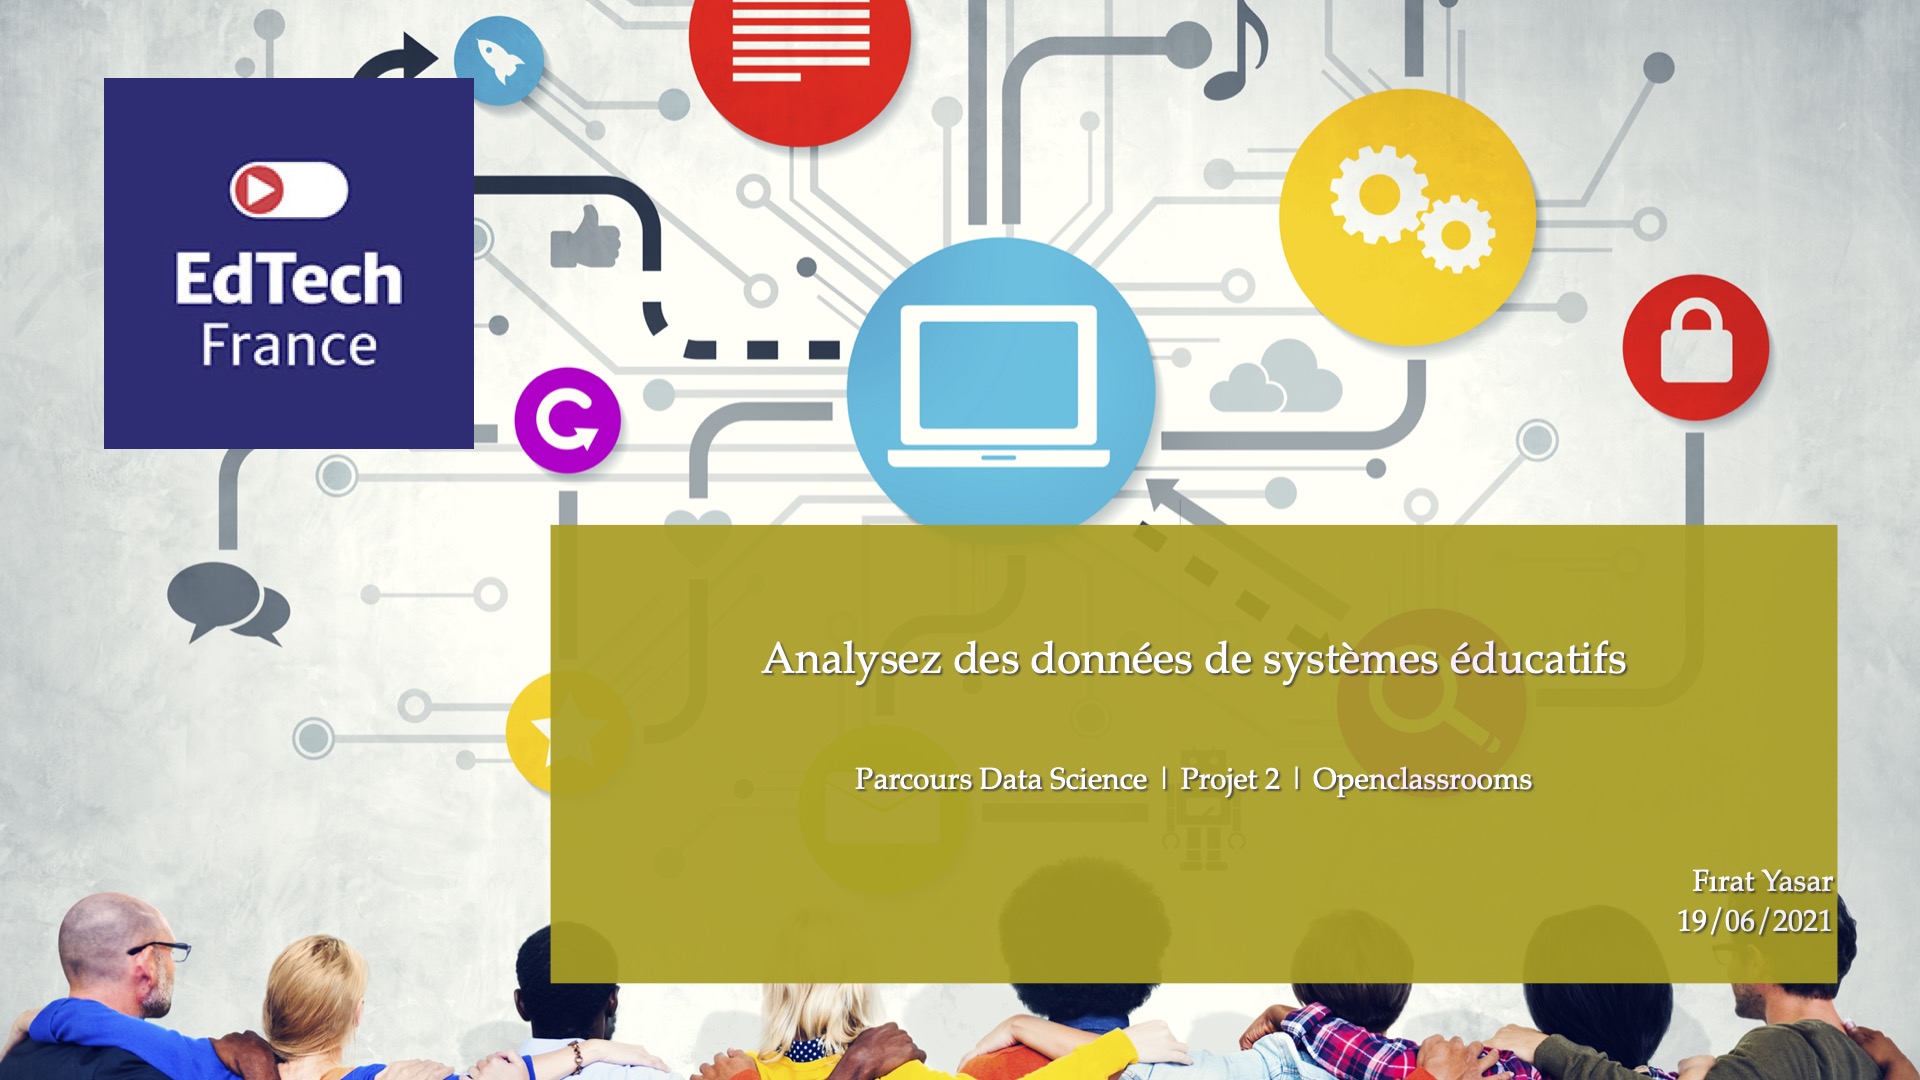 EdTech
France
Analysez des données de systèmes éducatifs
Parcours Data Science | Projet 2 | Openclassrooms
Fırat Yasar
19/06/2021